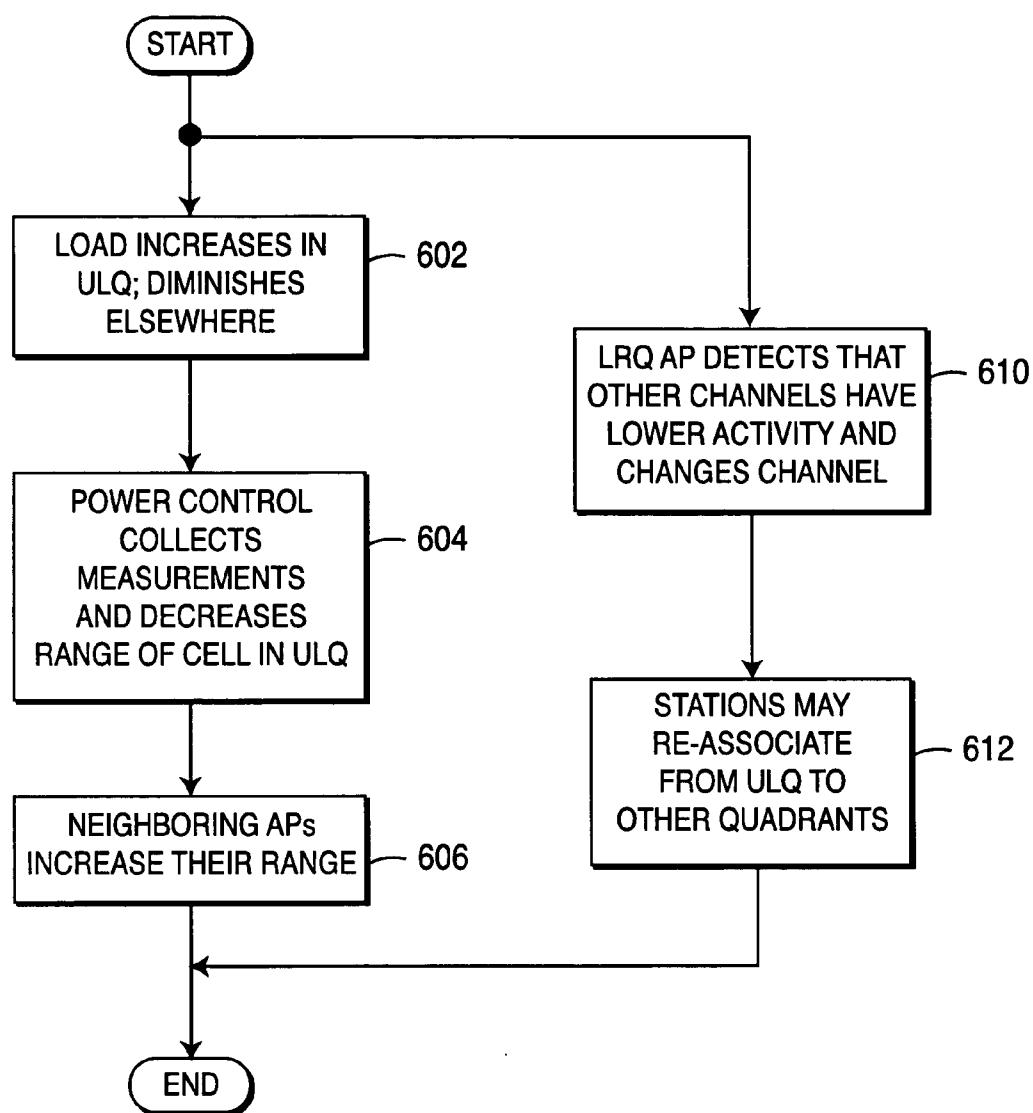 START
LOAD INCREASES IN
ULQ; DIMINISHES
ELSEWHERE
602
POWER CONTROL
COLLECTS
MEASUREMENTS
AND DECREASES
RANGE OF CELL IN ULQ
604
NEIGHBORING APs
INCREASE THEIR RANGE
606
LRQ AP DETECTS THAT
OTHER CHANNELS HAVE
LOWER ACTIVITY AND
CHANGES CHANNEL
610
STATIONS MAY
RE-ASSOCIATE
FROM ULQ TO
OTHER QUADRANTS
612
END